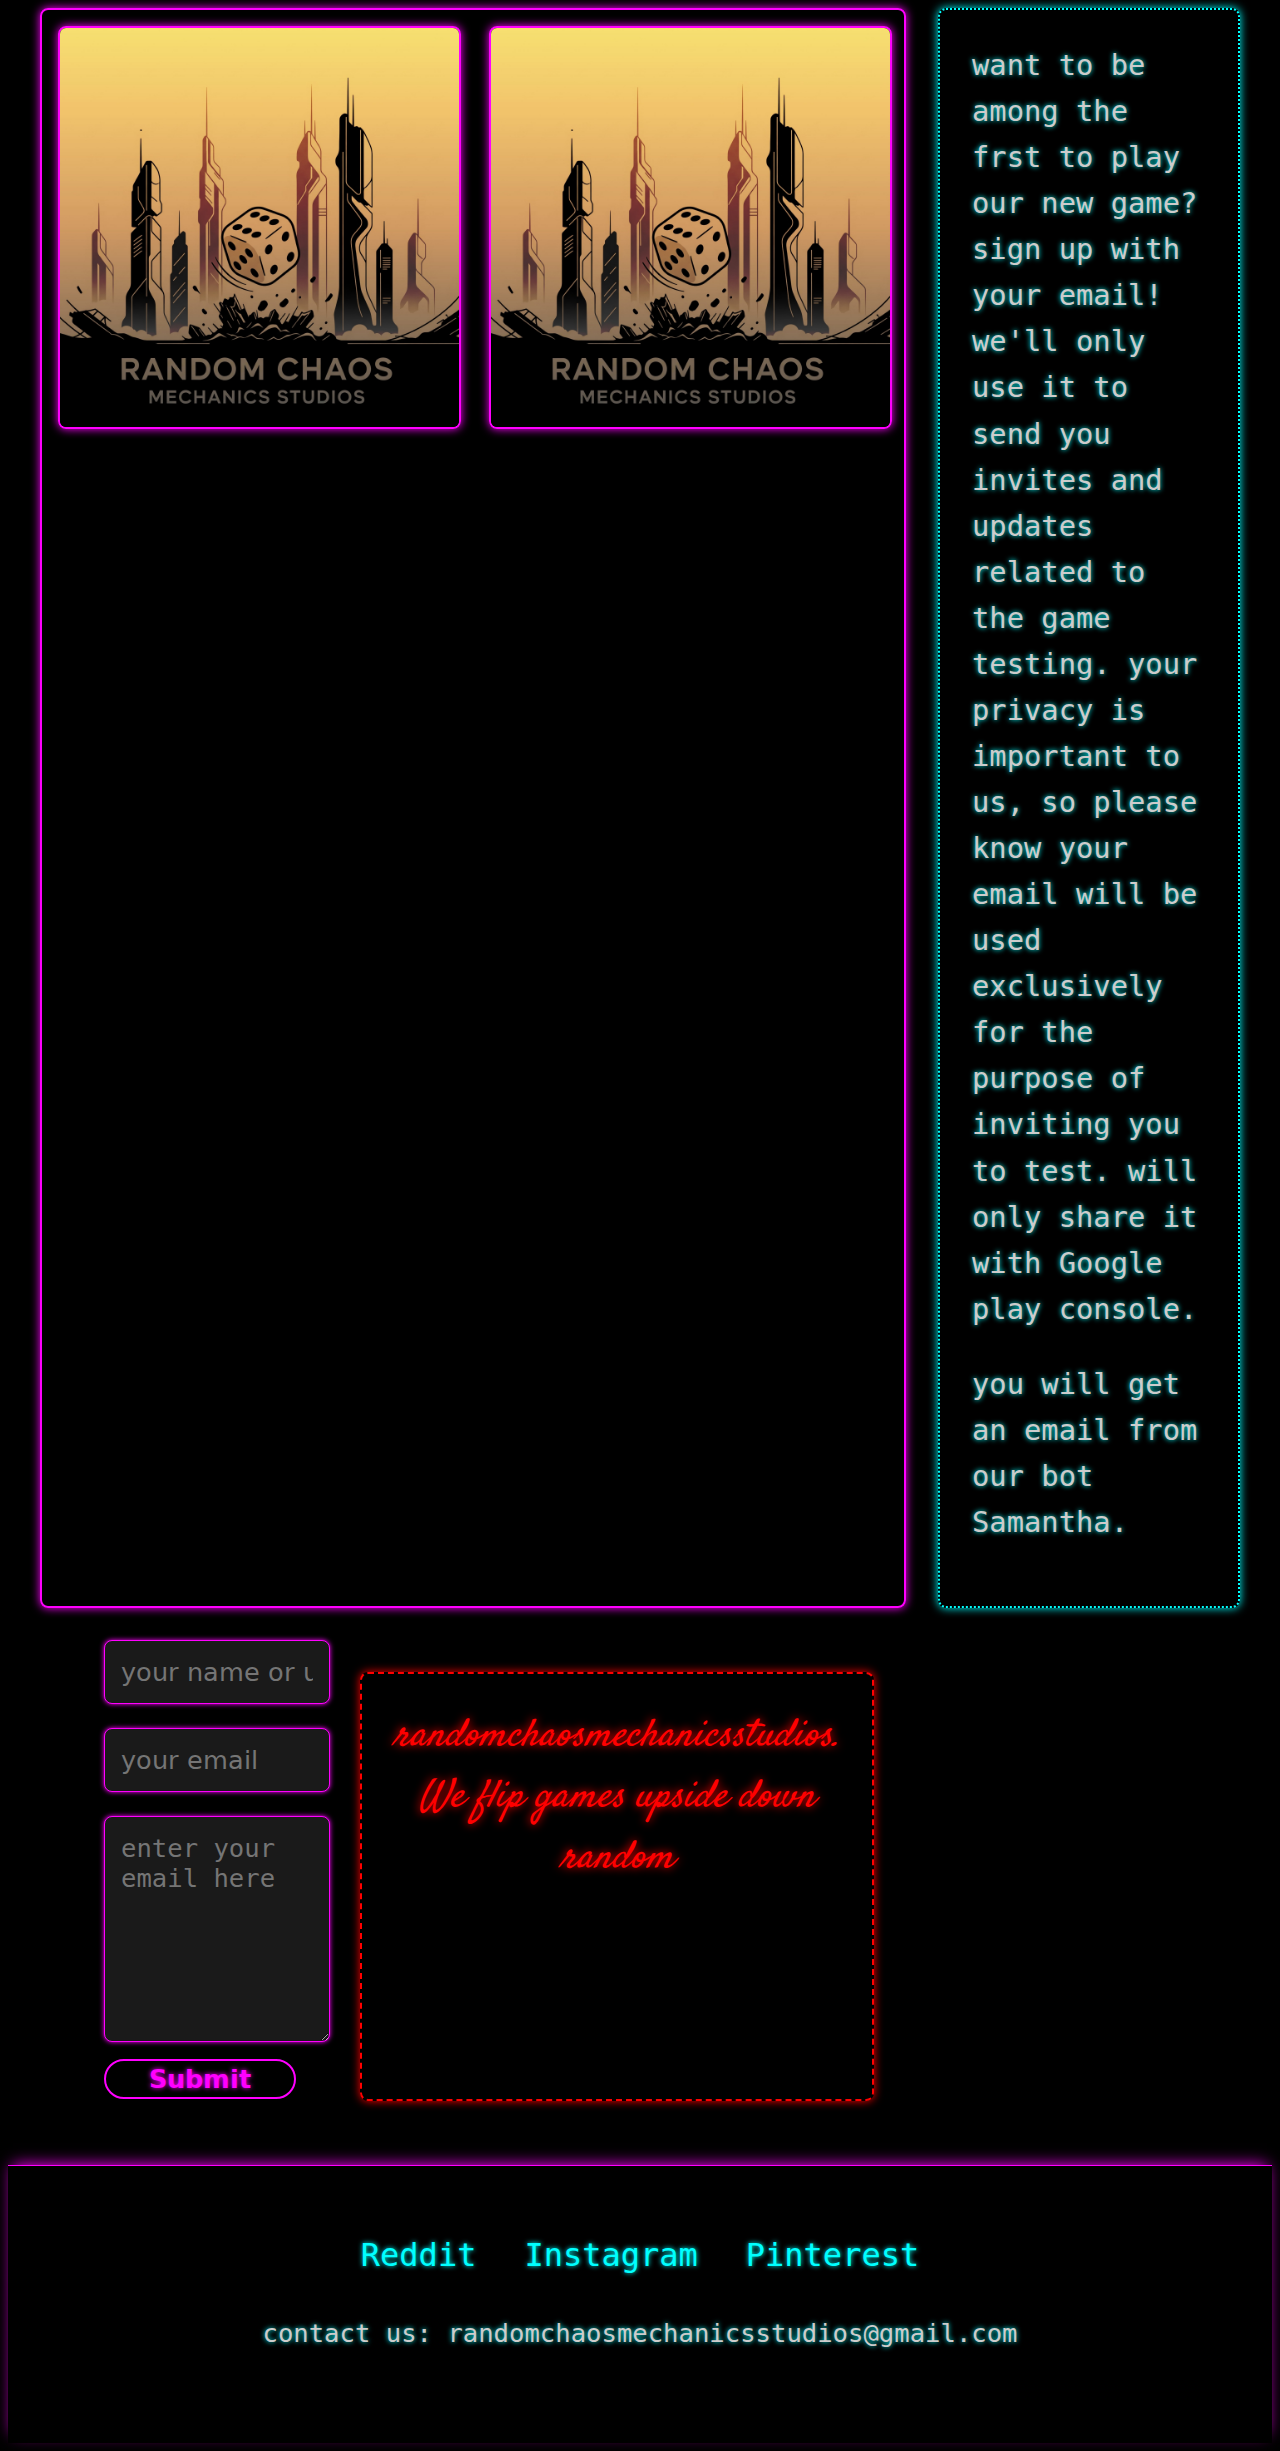 RANDOM CHAOS
MECHANICS STUDIOS
RANDOM CHAOS
MECHANICS STUDIOS
want to be
among the
frst to play
our new game?
sign up with
your email!
we'll only
use it to
send you
invites and
updates
related to
the game
testing. your
privacy is
important to
us, so please
know your
email will be
used
exclusively
for the
purpose of
inviting you
to test. will
only share it
with Google
play console.
you will get
an email from
our bot
Samantha.
your name or u
your email
enter your
email here
Submit
randomchaosmechanicsstudios.
We flip games upside down
random
Reddit Instagram Pinterest
contact us: randomchaosmechanicsstudios@gmail.com